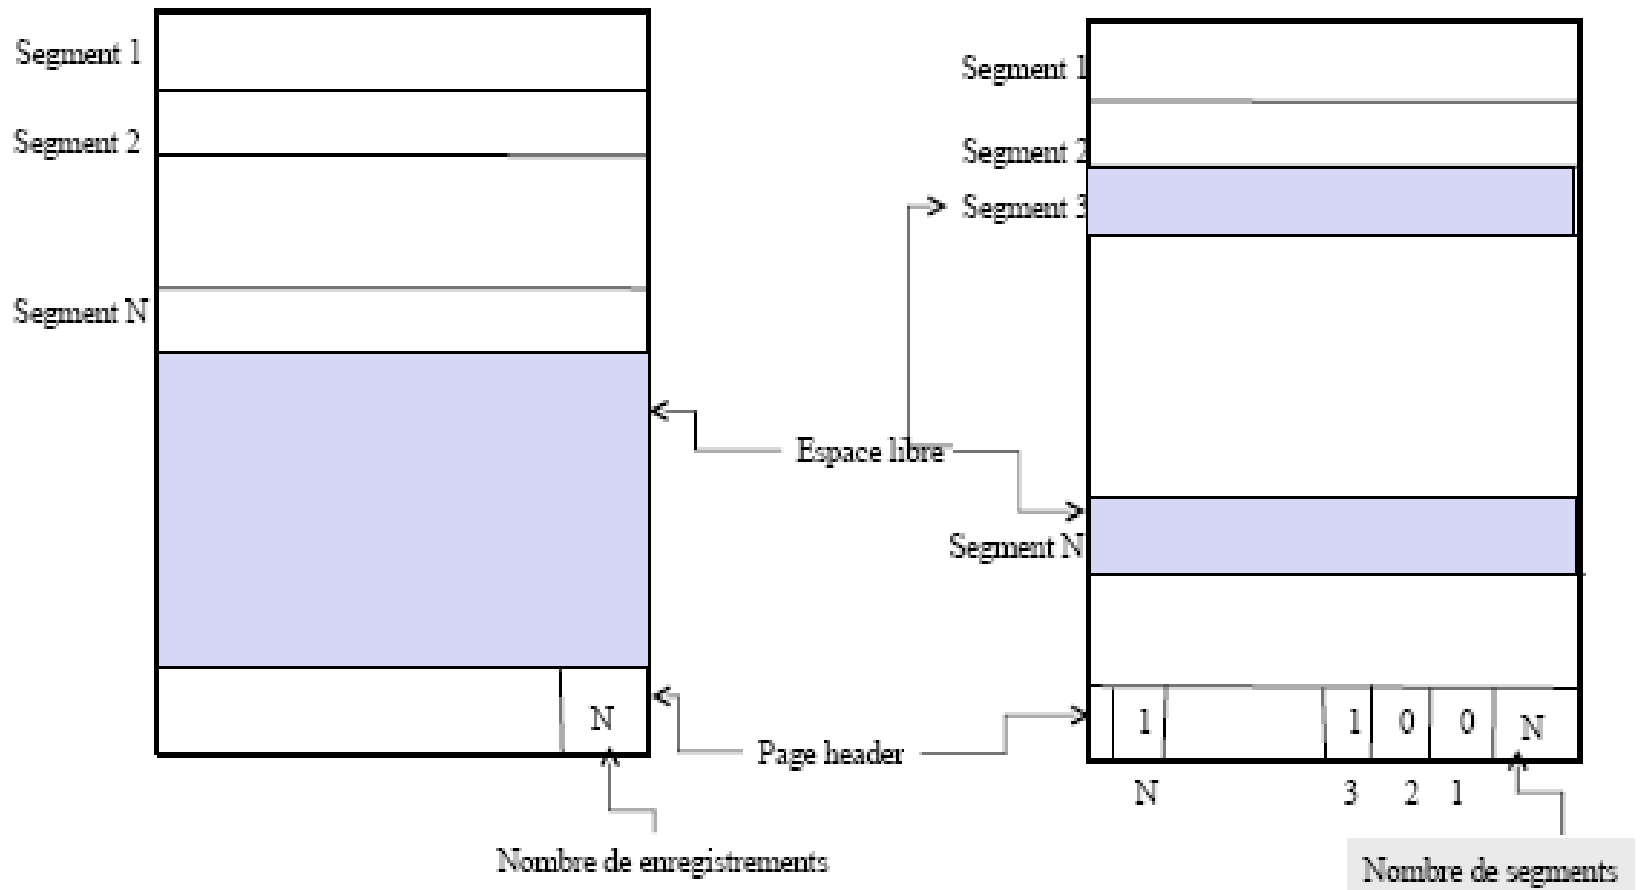 Segment 1
Segment 2
Segment N
N
Nombre de enregistrements
Espace libre
Page header
Segment 1
Segment 2
Segment 3
Segment N
1 1 0 0 N
N 3 2 1
Nombre de segments